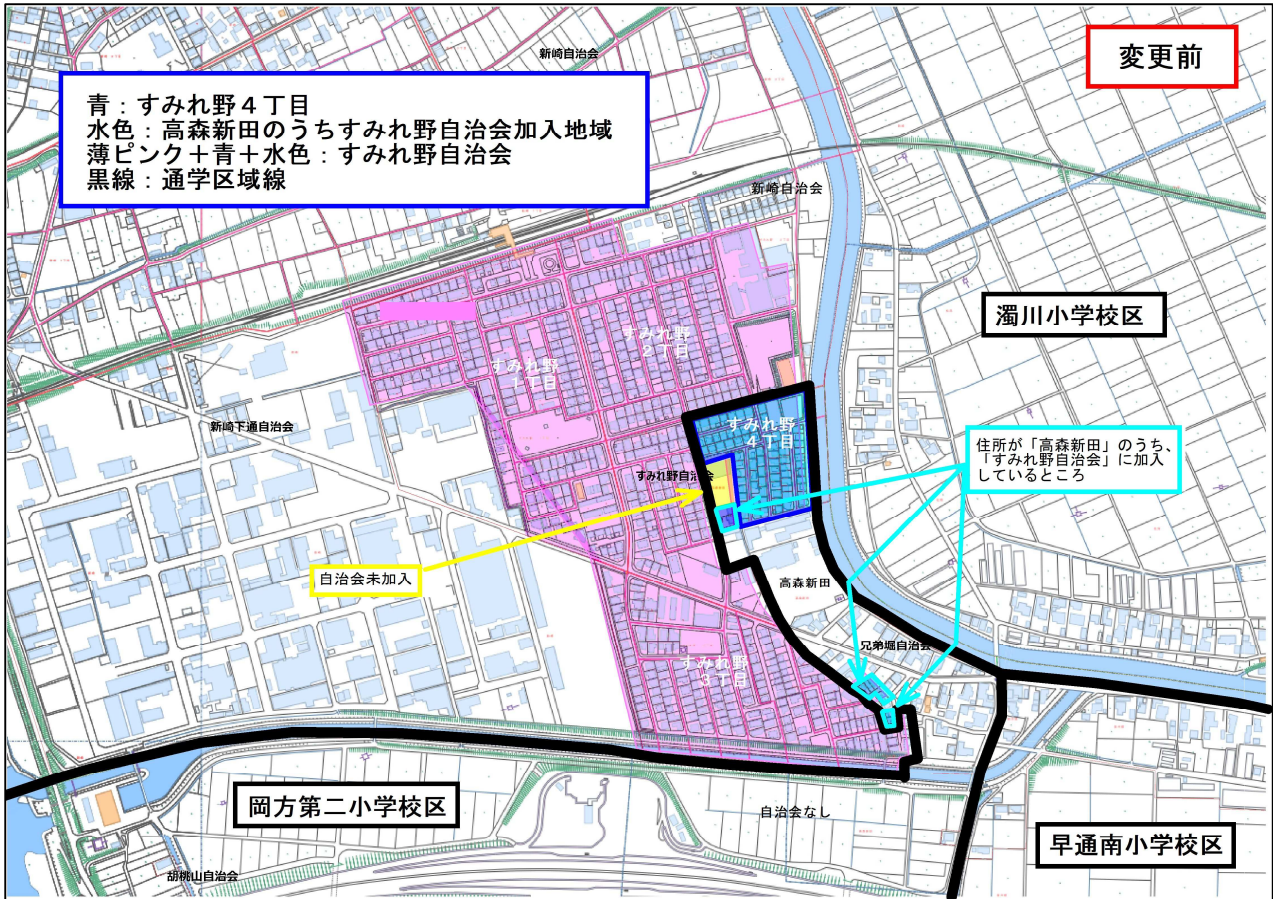 変更前
青：すみれ野４丁目
水色：高森新田のうちすみれ野自治会加入地域
薄ピンク＋青＋水色：すみれ野自治会
黒線：通学区域線
新崎自治会
新崎自治会
濁川小学校区
すみれ野
２丁目
すみれ野
１丁目
新崎下通自治会
すみれ野
４丁目
住所が「高森新田」のうち、
「すみれ野自治会」に加入
しているところ
すみれ野自治会
自治会未加入
高森新田
兄弟堀自治会
すみれ野
３丁目
岡方第二小学校区
自治会なし
早通南小学校区
胡桃山自治会